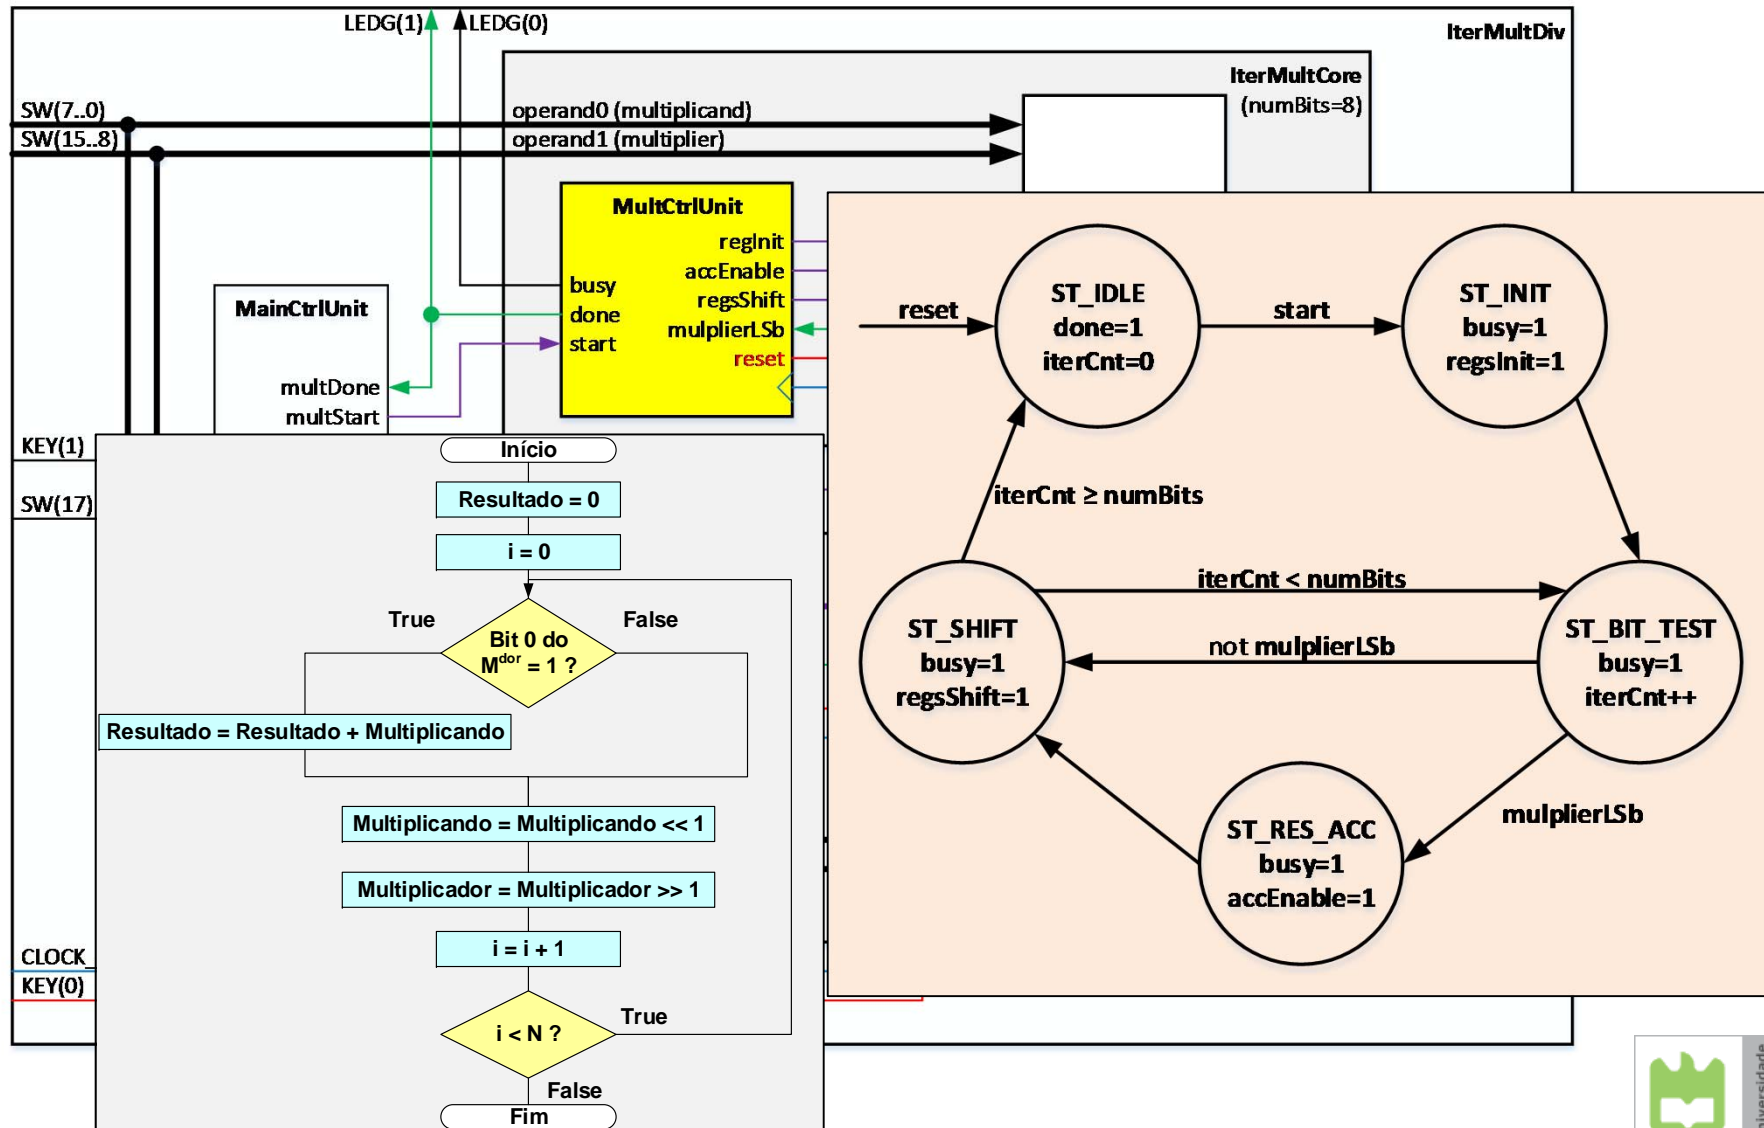 LEDG(1)
LEDG(0)
IterMultDiv
IterMultCore
(numBits=8)
SW(7..0)
operand0 (multiplicand)
SW(15..8)
operand1 (multiplier)
MultCtrlUnit
regInit
accEnable
regsShift
mulplierLSb
reset
busy
done
start
MainCtrlUnit
multDone
multStart
KEY(1)
SW(17)
CLOCK_
KEY(0)
Início
Resultado = 0
i = 0
True
False
Bit 0 do
Mdor = 1 ?
Resultado = Resultado + Multiplicando
Multiplicando = Multiplicando << 1
Multiplicador = Multiplicador >> 1
i = i + 1
i < N ?
True
False
Fim
reset
ST_IDLE
done=1
iterCnt=0
start
ST_INIT
busy=1
regsInit=1
iterCnt ≥ numBits
iterCnt < numBits
ST_SHIFT
busy=1
regsShift=1
not mulplierLSb
ST_BIT_TEST
busy=1
iterCnt++
mulplierLSb
ST_RES_ACC
busy=1
accEnable=1
niversidade